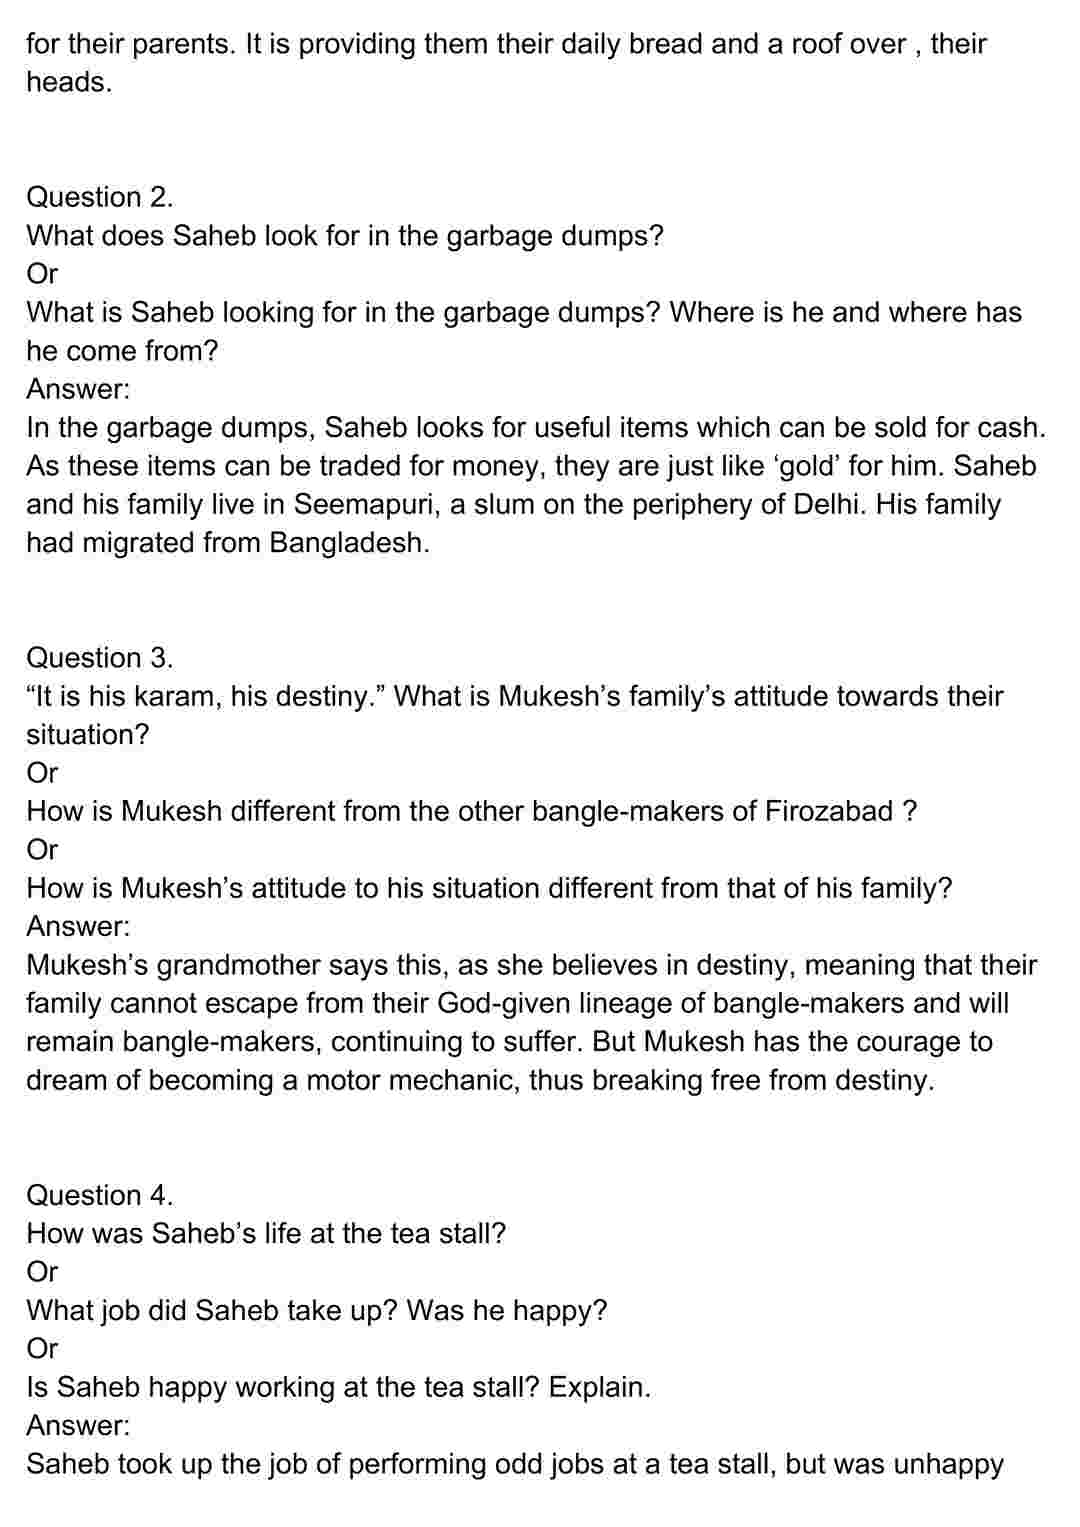 for their parents. It is providing them their daily bread and a roof over , their
heads.
Question 2.
What does Saheb look for in the garbage dumps?
Or
What is Saheb looking for in the garbage dumps? Where is he and where has
he come from?
Answer:
In the garbage dumps, Saheb looks for useful items which can be sold for cash.
As these items can be traded for money, they are just like ‘gold’ for him. Saheb
and his family live in Seemapuri, a slum on the periphery of Delhi. His family
had migrated from Bangladesh.
Question 3.
“It is his karam, his destiny.” What is Mukesh’s family’s attitude towards their
situation?
Or
How is Mukesh different from the other bangle-makers of Firozabad ?
Or
How is Mukesh’s attitude to his situation different from that of his family?
Answer:
Mukesh’s grandmother says this, as she believes in destiny, meaning that their
family cannot escape from their God-given lineage of bangle-makers and will
remain bangle-makers, continuing to suffer. But Mukesh has the courage to
dream of becoming a motor mechanic, thus breaking free from destiny.
Question 4.
How was Saheb’s life at the tea stall?
Or
What job did Saheb take up? Was he happy?
Or
Is Saheb happy working at the tea stall? Explain.
Answer:
Saheb took up the job of performing odd jobs at a tea stall, but was unhappy